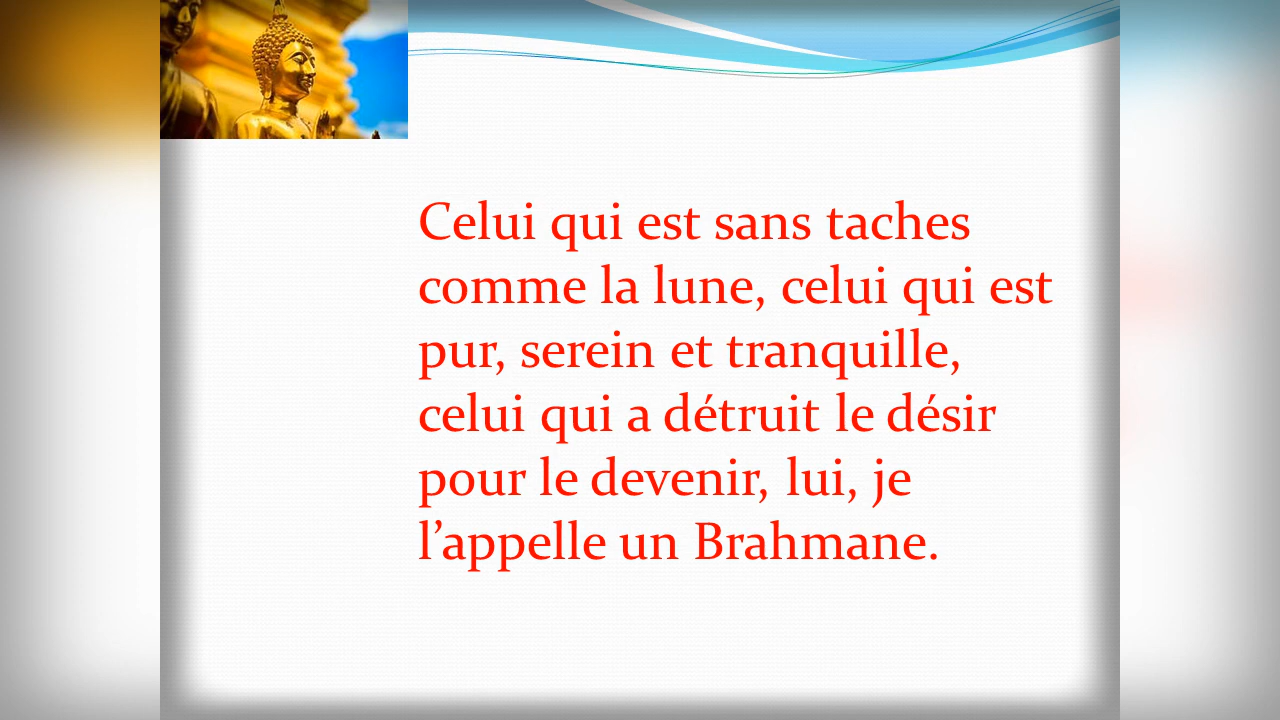 Celui qui est sans taches
comme la lune, celui qui est
pur, serein et tranquille,
celui qui a détruit le désir
pour le devenir, lui, je
l’appelle un Brahmane.